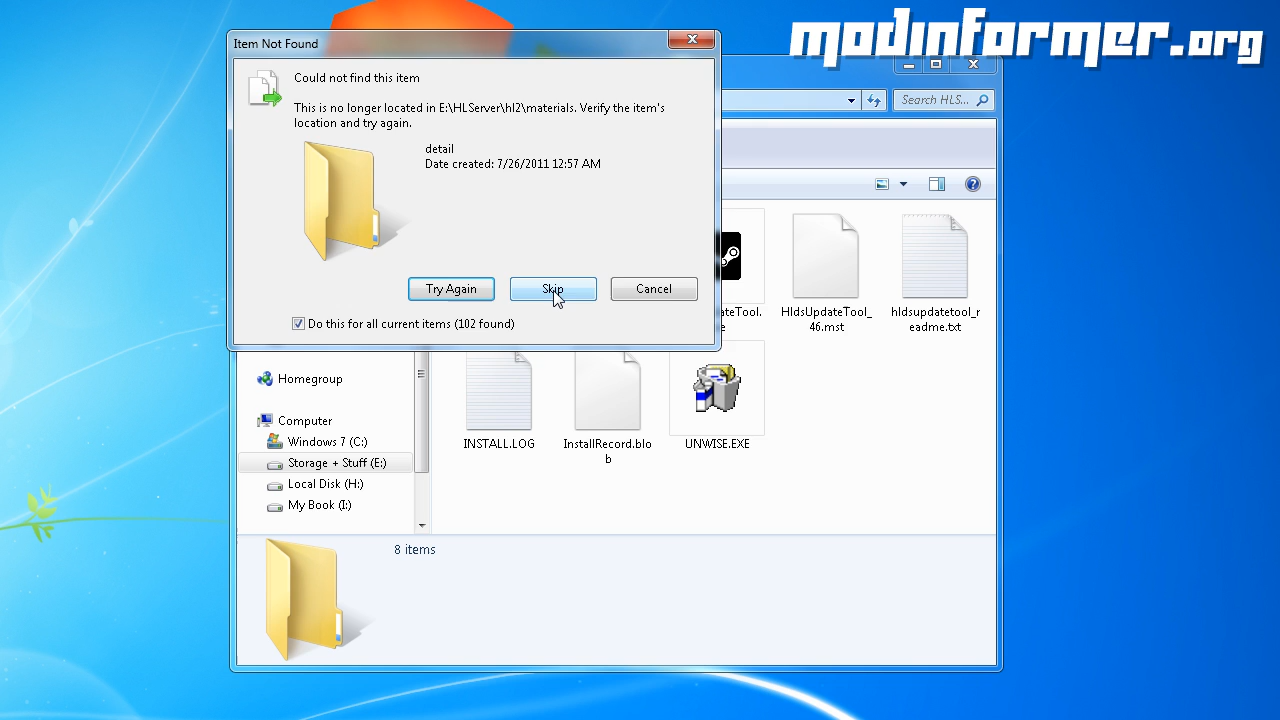 modinformer.org
Item Not Found
Could not find this item
This is no longer located in E:\HLServer\hl2\materials. Verify the item's
location and try again.
detail
Date created: 7/26/2011 12:57 AM
Try Again
Skip
Cancel
Do this for all current items (102 found)
Search HLS...
ateTool.
e
HldsUpdateTool_
46.mst
hldsupdatetool_r
eadme.txt
Homegroup
Computer
Windows 7 (C:)
Storage + Stuff (E:)
Local Disk (H:)
My Book (I:)
INSTALL.LOG
InstallRecord.blo
b
UNWISE.EXE
8 items